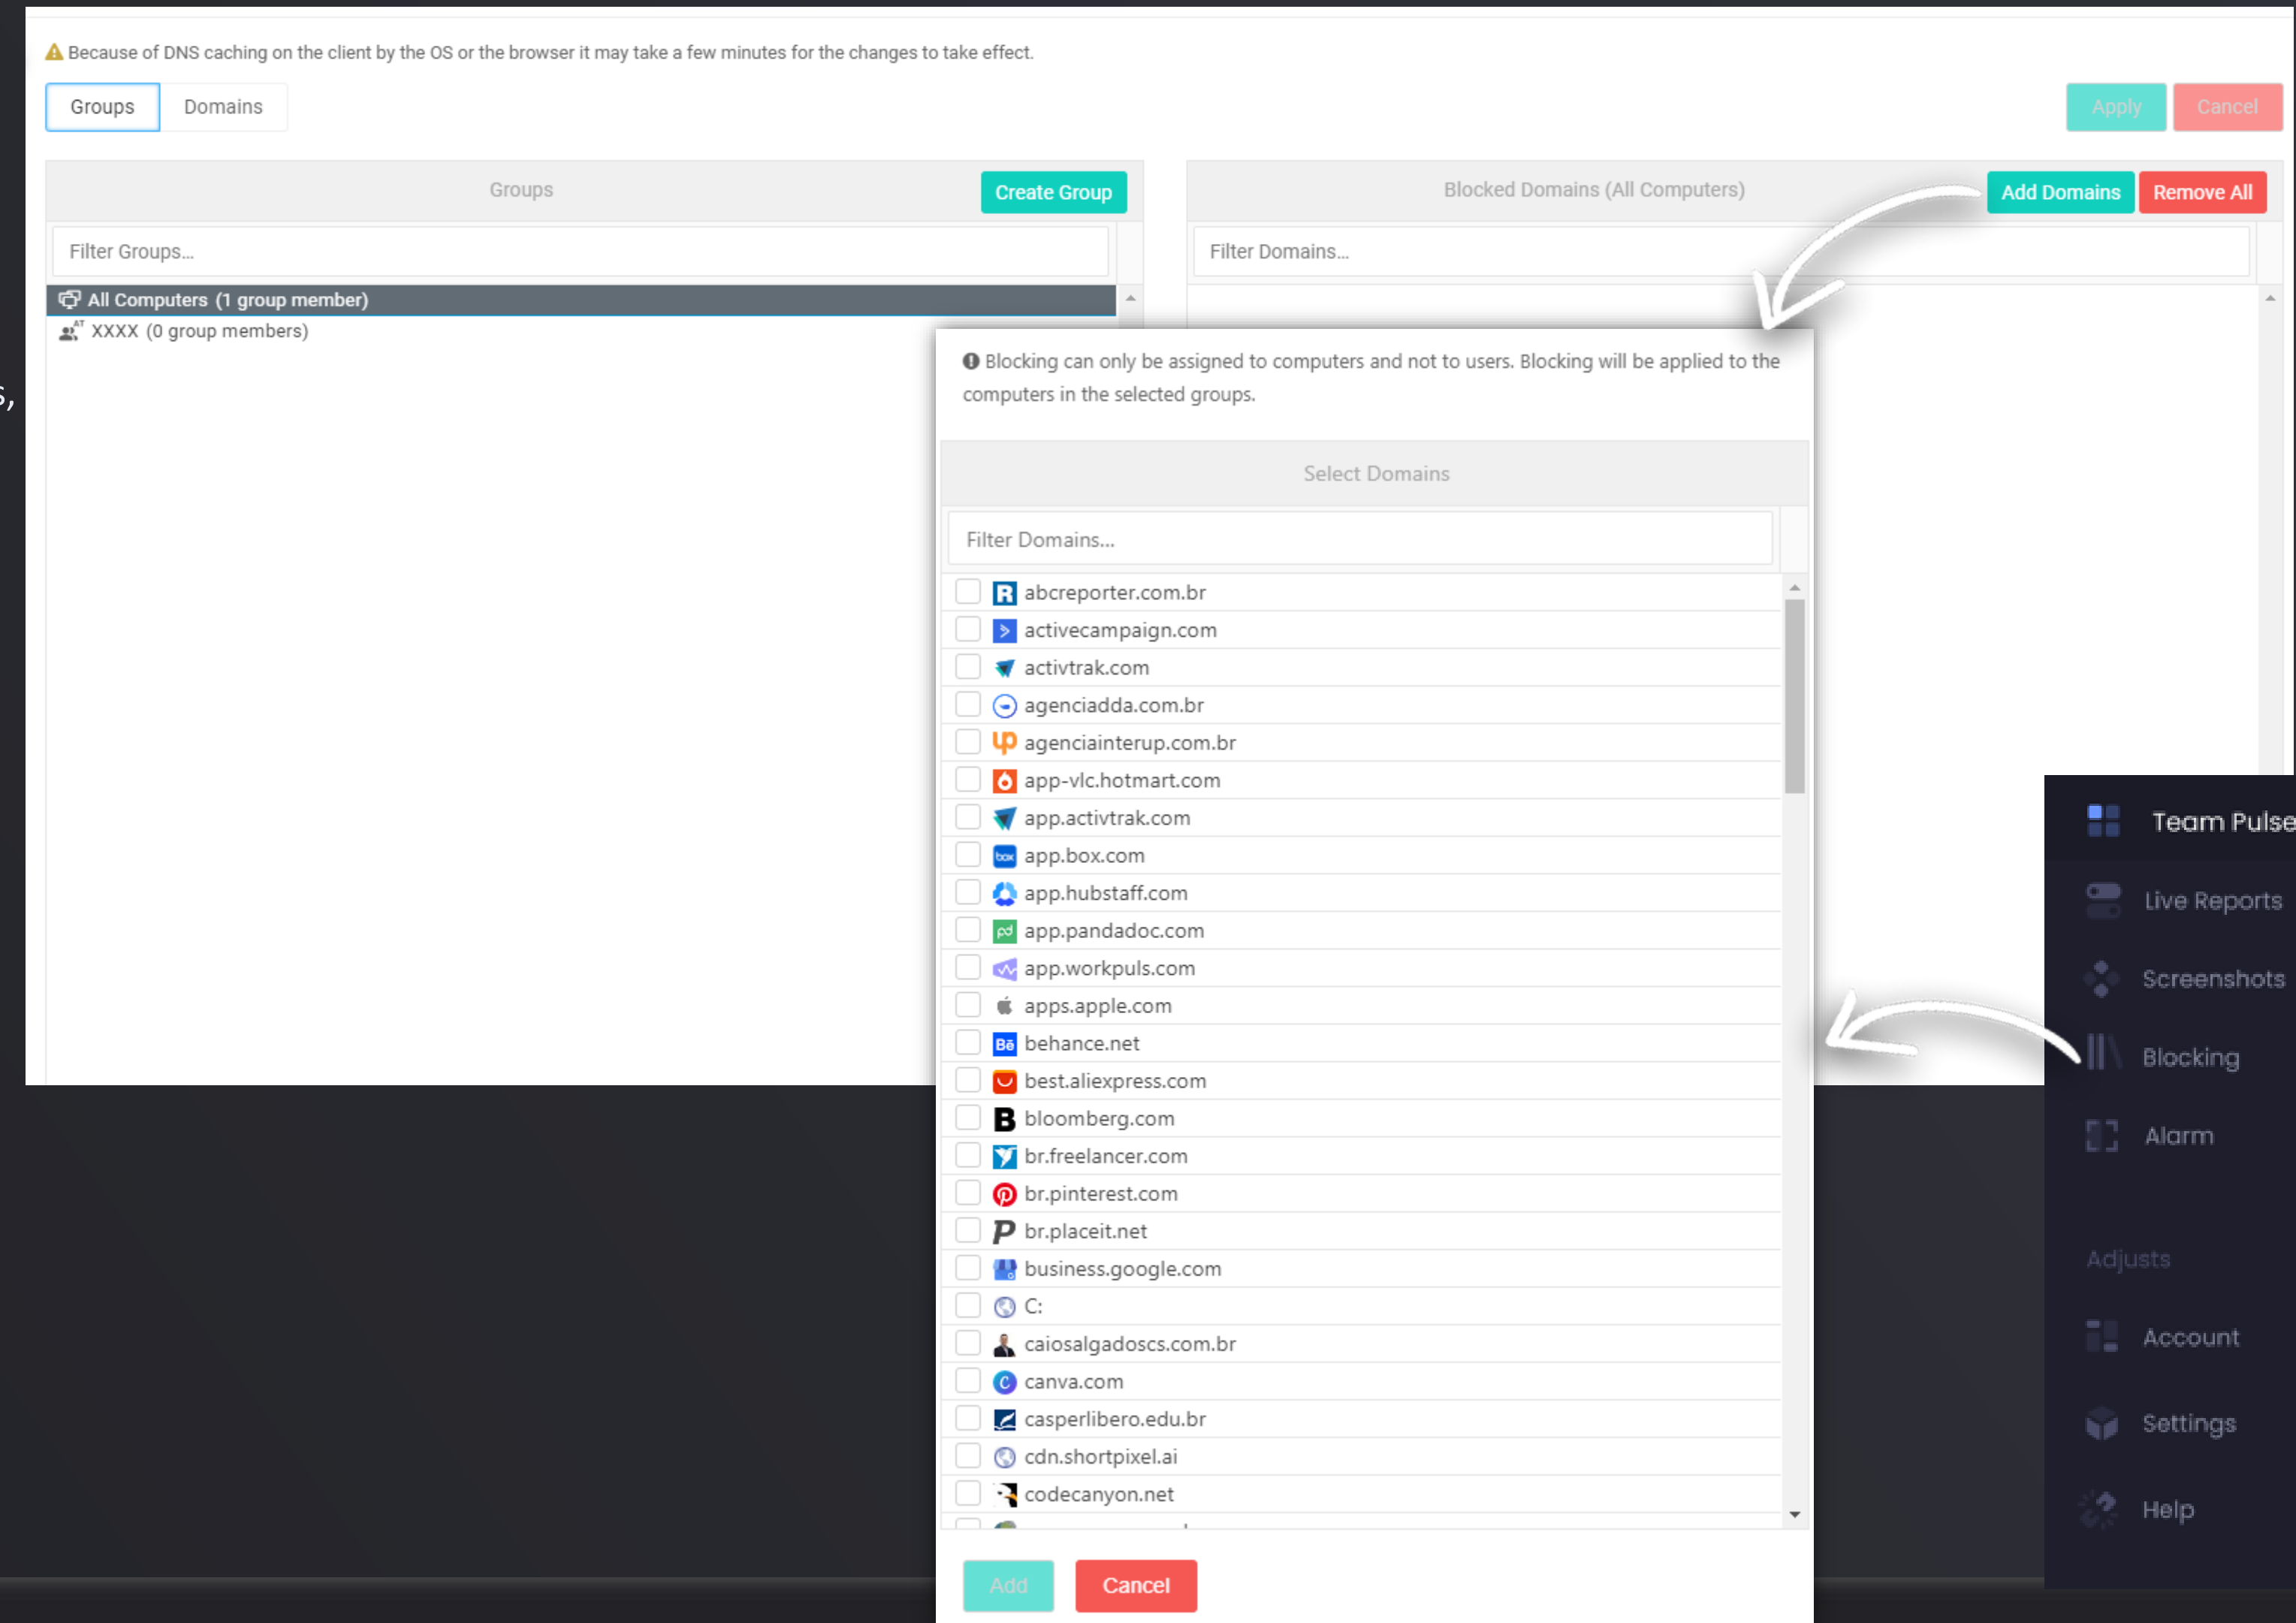 Because of DNS caching on the client by the OS or the browser it may take a few minutes for the changes to take effect.
Groups
Domains
Apply
Cancel
Groups
Create Group
Filter Groups...
All Computers (1 group member)
AT XXXX (0 group members)
s,
Blocked Domains (All Computers)
Add Domains
Remove All
Filter Domains...
Blocking can only be assigned to computers and not to users. Blocking will be applied to the
computers in the selected groups.
Select Domains
Filter Domains...
R abcreporter.com.br
activecampaign.com
activtrak.com
agenciadda.com.br
up agenciainterup.com.br
app-vlc.hotmart.com
app.activtrak.com
box app.box.com
app.hubstaff.com
pd app.pandadoc.com
app.workpuls.com
apps.apple.com
Bē behance.net
best.aliexpress.com
B bloomberg.com
br.freelancer.com
br.pinterest.com
P br.placeit.net
business.google.com
C:
caiosalgadoscs.com.br
C canva.com
casperlibero.edu.br
cdn.shortpixel.ai
codecanyon.net
Add
Cancel
Team Pulse
Live Reports
Screenshots
Blocking
Alarm
Adjusts
Account
Settings
Help